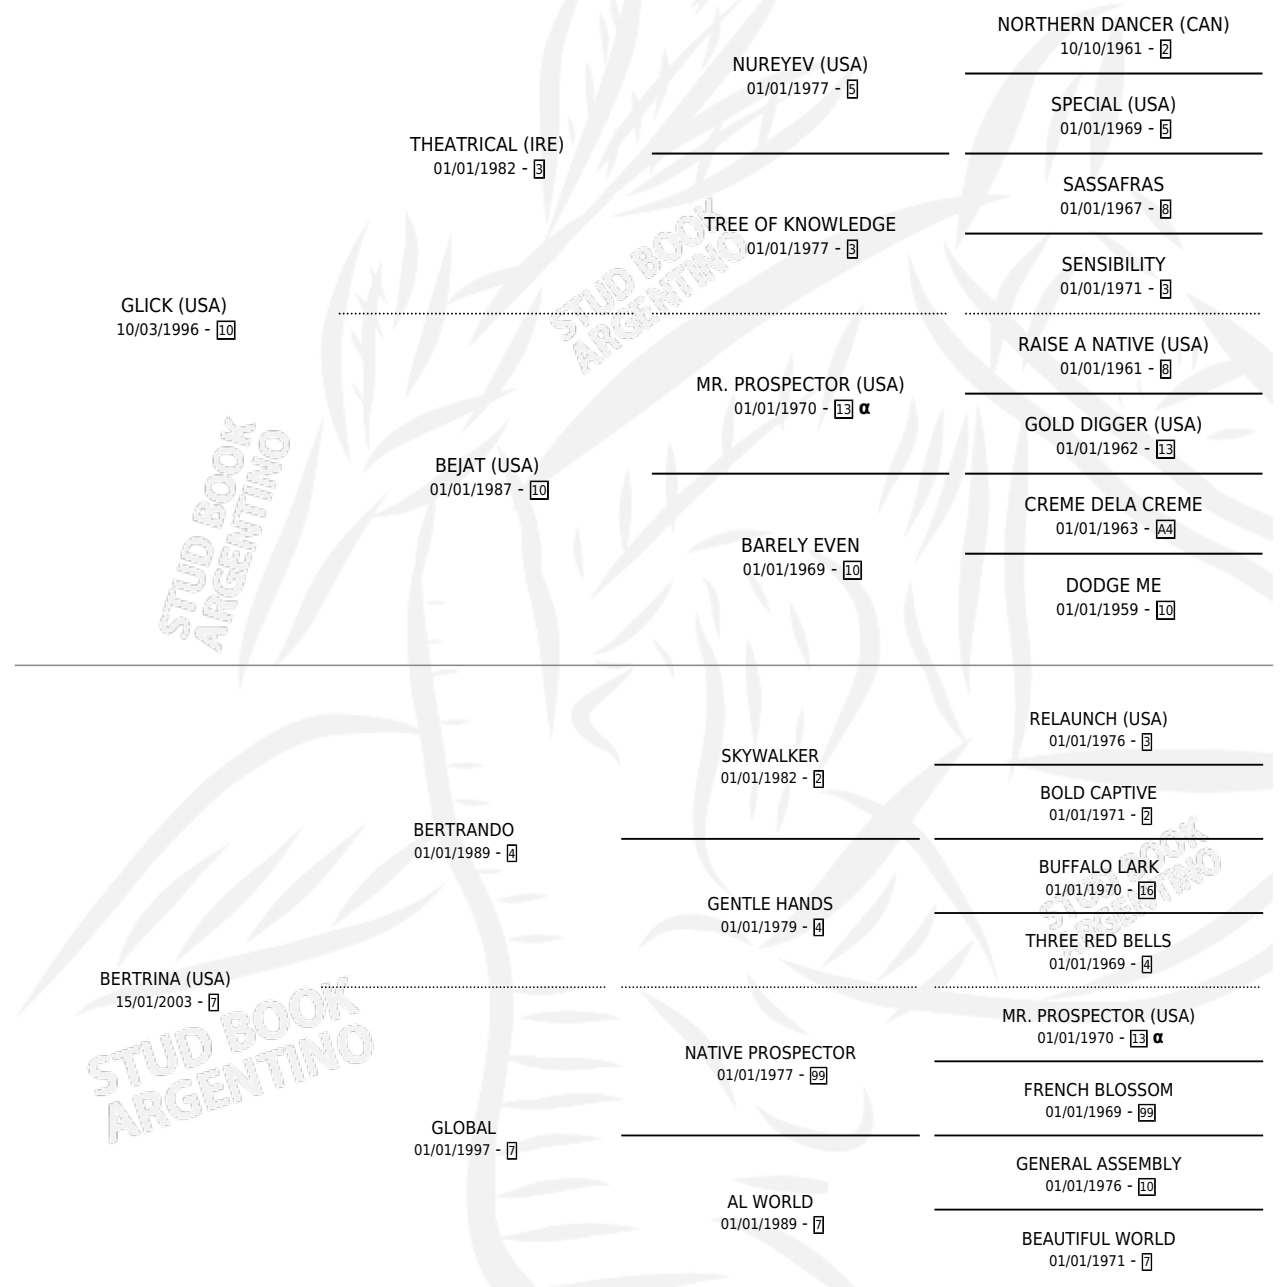 NORTHERN DANCER (CAN)
10/10/1961 - 2
NUREYEV (USA)
01/01/1977 - 5
SPECIAL (USA)
01/01/1969 - 5
THEATRICAL (IRE)
01/01/1982 - 3
SASSAFRAS
01/01/1967 - 8
TREE OF KNOWLEDGE
01/01/1977 - 3
SENSIBILITY
01/01/1971 - 3
GLICK (USA)
10/03/1996 - 10
RAISE A NATIVE (USA)
01/01/1961 - 8
MR. PROSPECTOR (USA)
01/01/1970 - 13 α
GOLD DIGGER (USA)
01/01/1962 - 13
BEJAT (USA)
01/01/1987 - 10
CREME DELA CREME
01/01/1963 - A4
BARELY EVEN
01/01/1969 - 10
DODGE ME
01/01/1959 - 10
STUD BOOK
ARGENTINO
STUD BOOK
ARGENTINO
RELAUNCH (USA)
01/01/1976 - 3
SKYWALKER
01/01/1982 - 2
BOLD CAPTIVE
01/01/1971 - 2
BERTRANDO
01/01/1989 - 4
BUFFALO LARK
01/01/1970 - 16
GENTLE HANDS
01/01/1979 - 4
THREE RED BELLS
01/01/1969 - 4
BERTRINA (USA)
15/01/2003 - 7
MR. PROSPECTOR (USA)
01/01/1970 - 13 α
NATIVE PROSPECTOR
01/01/1977 - 99
FRENCH BLOSSOM
01/01/1969 - 99
GLOBAL
01/01/1997 - 7
GENERAL ASSEMBLY
01/01/1976 - 10
AL WORLD
01/01/1989 - 7
BEAUTIFUL WORLD
01/01/1971 - 7
STUD BOOK
ARGENTINO
STUD BOOK
ARGENTINO